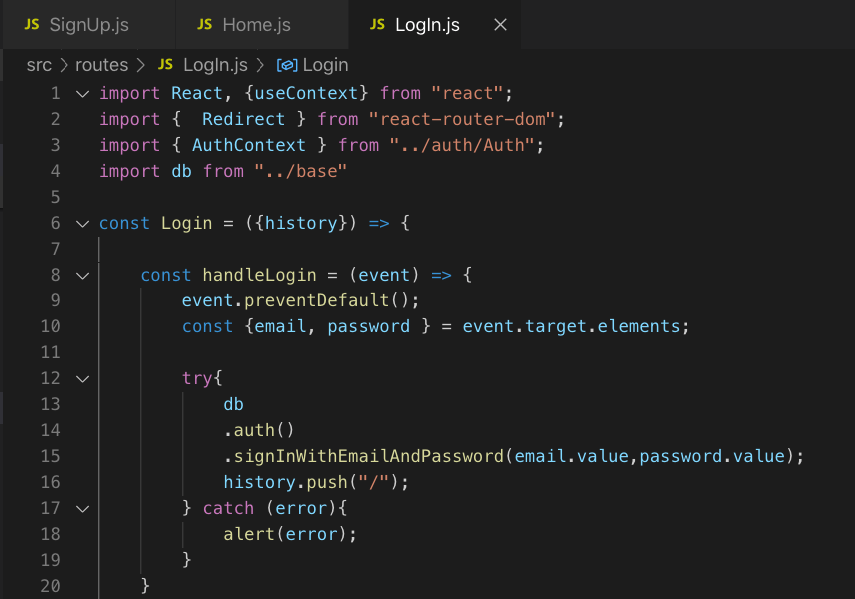 JS SignUp.js JS Home.js JS LogIn.js ×
src > routes > JS LogIn.js > Login
1 import React, {useContext} from "react";
2 import {  Redirect } from "react-router-dom";
3 import { AuthContext } from "../auth/Auth";
4 import db from "../base"
5
6 const Login = ({history}) => {
7
8     const handleLogin = (event) => {
9         event.preventDefault();
10         const {email, password } = event.target.elements;
11
12         try{
13             db
14             .auth()
15             .signInWithEmailAndPassword(email.value,password.value);
16             history.push("/");
17         } catch (error){
18             alert(error);
19         }
20     }